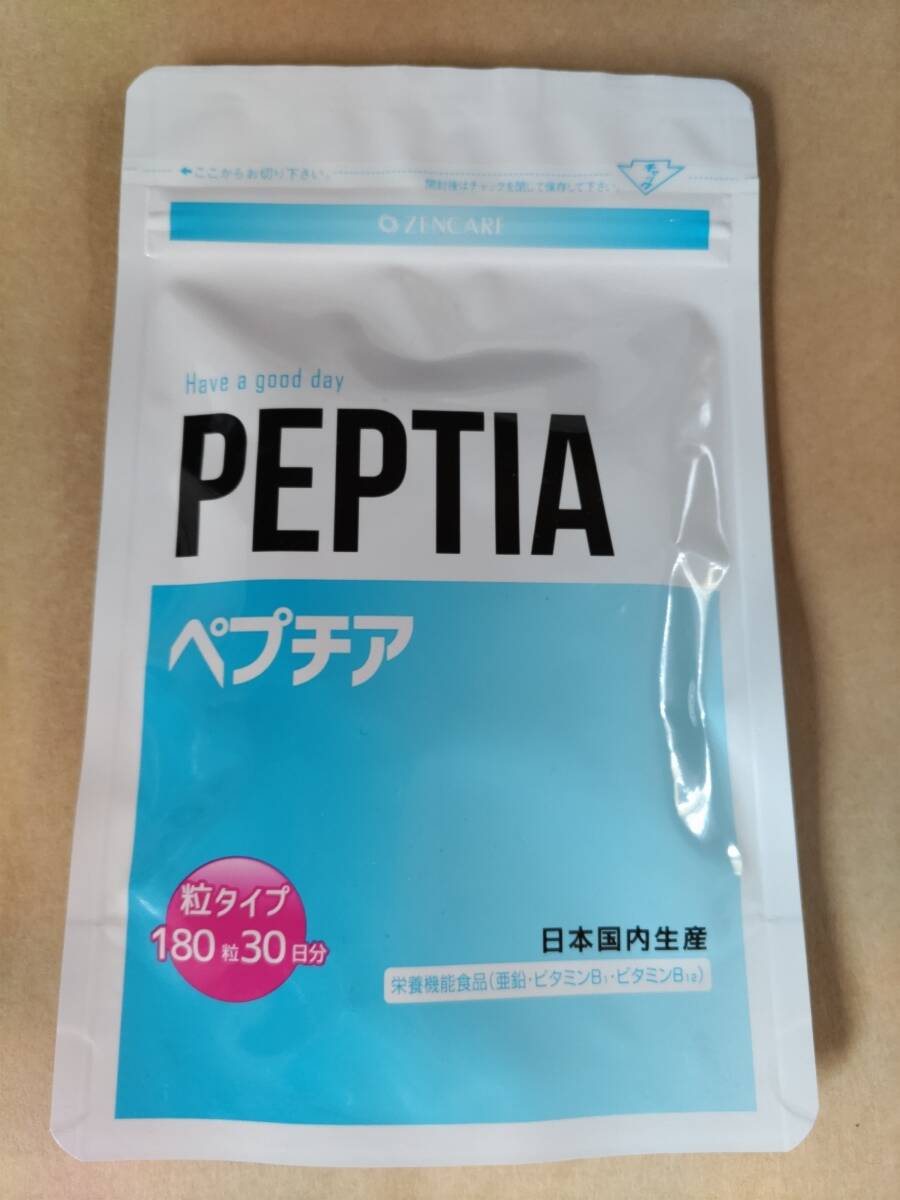 ←ここからお切り下さい。
開封後はチャックを閉じて保存して下さい。
チャック
ZENCARE
Have a good day
PEPTIA
ペプチア
粒タイプ
180粒30日分
日本国内生産
栄養機能食品(亜鉛・ビタミンB₁・ビタミンB₁₂)